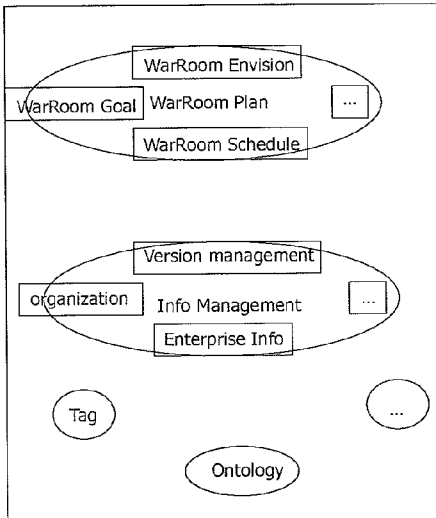 WarRoom Envision
WarRoom Goal WarRoom Plan ...
WarRoom Schedule
Version management
organization Info Management ...
Enterprise Info
Tag ...
Ontology